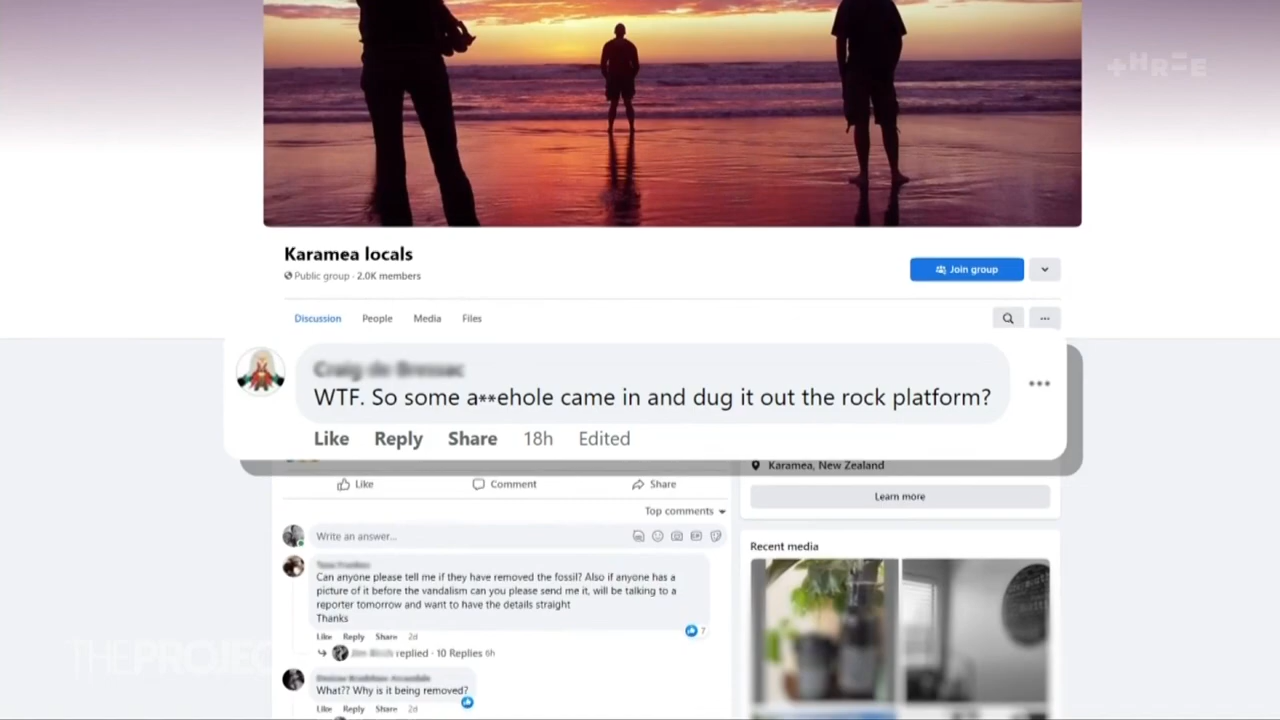 THREE
Karamea locals
Public group · 2.0K members
Join group
Discussion People Media Files
WTF. So some a**ehole came in and dug it out the rock platform?
Like Reply Share 18h Edited
Karamea, New Zealand
Like Comment Share
Learn more
Top comments
Write an answer...
Recent media
Can anyone please tell me if they have removed the fossil? Also if anyone has a
picture of it before the vandalism can you please send me it, will be talking to a
reporter tomorrow and want to have the details straight
Thanks
7
Like Reply Share 2d
replied · 10 Replies 6h
THE PROJEC
What?? Why is it being removed?
Like Reply Share 2d